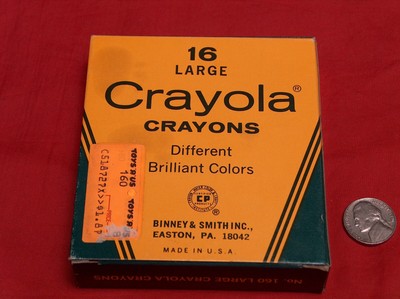 16
LARGE
Crayola®
CRAYONS
Different
Brilliant Colors
CP
BINNEY & SMITH INC.,
EASTON, PA. 18042
MADE IN U.S.A
TOYS R US
160
TOYS R US
No. 160 LARGE CRAYOLA CRAYONS